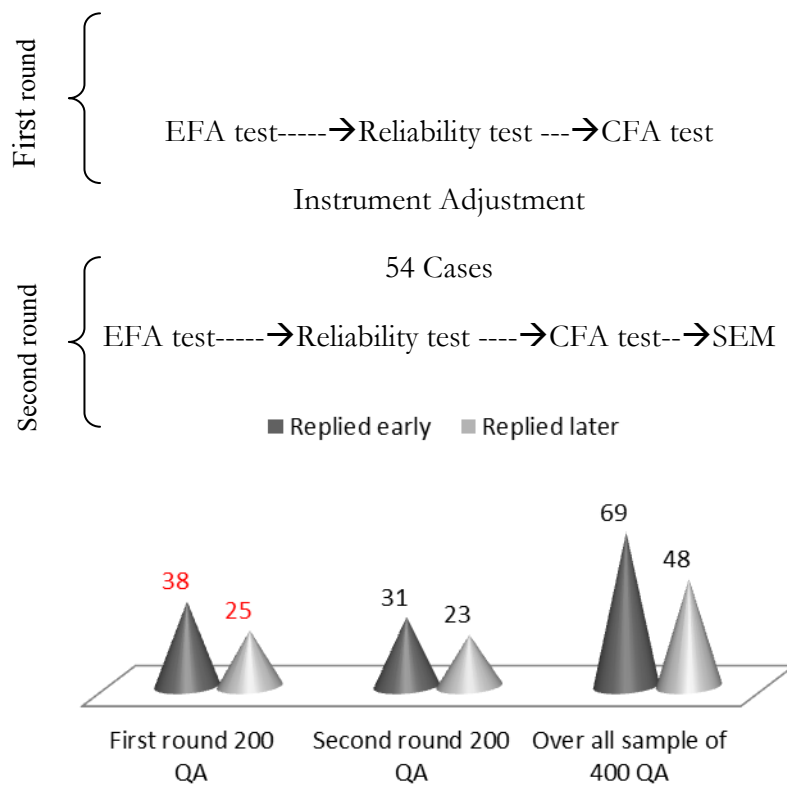 First round
EFA test-----→Reliability test ---→CFA test
Instrument Adjustment
54 Cases
Second round
EFA test-----→Reliability test ----→CFA test--→SEM
Replied early Replied later
38 25 31 23 69 48
First round 200 QA
Second round 200 QA
Over all sample of 400 QA